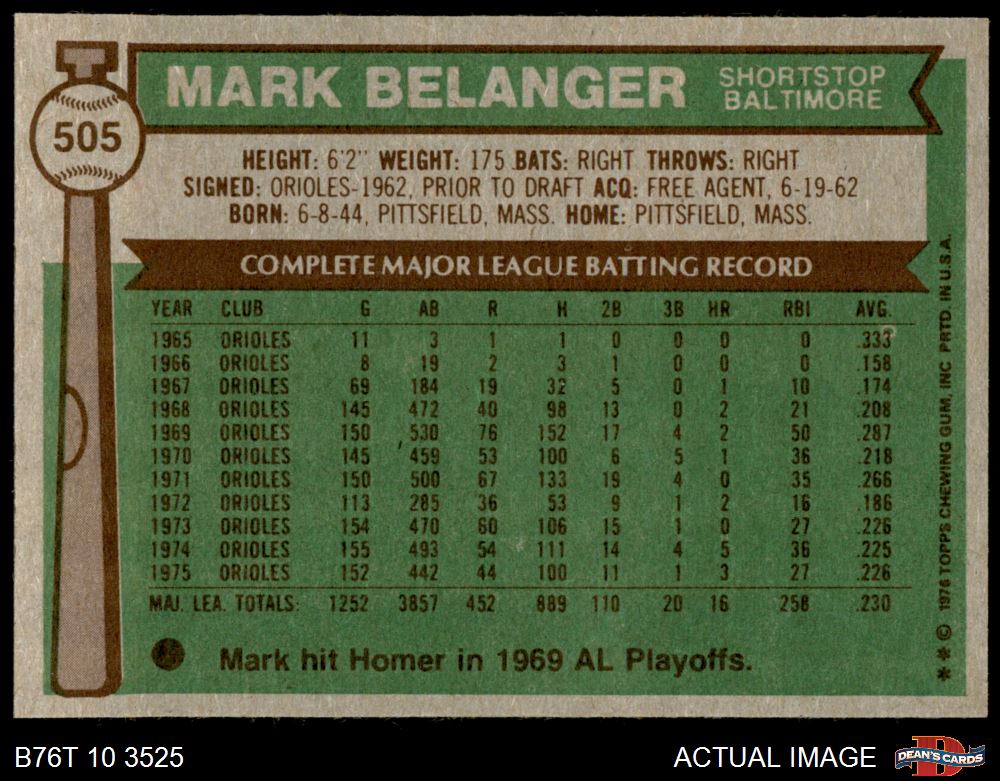 MARK BELANGER
SHORTSTOP
BALTIMORE
505
HEIGHT: 6'2" WEIGHT: 175 BATS: RIGHT THROWS: RIGHT
SIGNED: ORIOLES-1962, PRIOR TO DRAFT ACQ: FREE AGENT, 6-19-62
BORN: 6-8-44, PITTSFIELD, MASS. HOME: PITTSFIELD, MASS.
COMPLETE MAJOR LEAGUE BATTING RECORD
YEAR CLUB G AB R H 2B 3B HR RBI AVG.
1965 ORIOLES 11 3 1 1 0 0 0 0 .333
1966 ORIOLES 8 19 2 3 1 0 0 0 .158
1967 ORIOLES 69 184 19 32 5 0 1 10 .174
1968 ORIOLES 145 472 40 98 13 0 2 21 .208
1969 ORIOLES 150 530 76 152 17 4 2 50 .287
1970 ORIOLES 145 459 53 100 6 5 1 36 .218
1971 ORIOLES 150 500 67 133 19 4 0 35 .266
1972 ORIOLES 113 285 36 53 9 1 2 16 .186
1973 ORIOLES 154 470 60 106 15 1 0 27 .226
1974 ORIOLES 155 493 54 111 14 4 5 36 .225
1975 ORIOLES 152 442 44 100 11 1 3 27 .226
MAJ. LEA. TOTALS: 1252 3857 452 889 110 20 16 258 .230
Mark hit Homer in 1969 AL Playoffs.
** © 1976 TOPPS CHEWING GUM, INC PRTD. IN U.S.A.
B76T 10 3525
ACTUAL IMAGE
D
DEAN'S CARDS